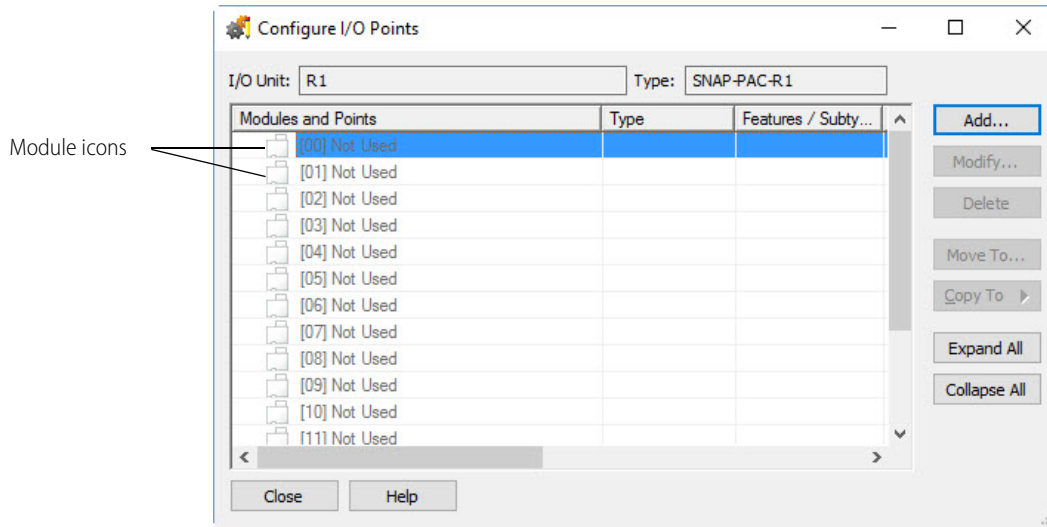 Configure I/O Points
I/O Unit: R1 Type: SNAP-PAC-R1
Modules and Points Type Features / Subty...
Module icons
[00] Not Used
[01] Not Used
[02] Not Used
[03] Not Used
[04] Not Used
[05] Not Used
[06] Not Used
[07] Not Used
[08] Not Used
[09] Not Used
[10] Not Used
[11] Not Used
Add...
Modify...
Delete
Move To...
Copy To
Expand All
Collapse All
Close Help